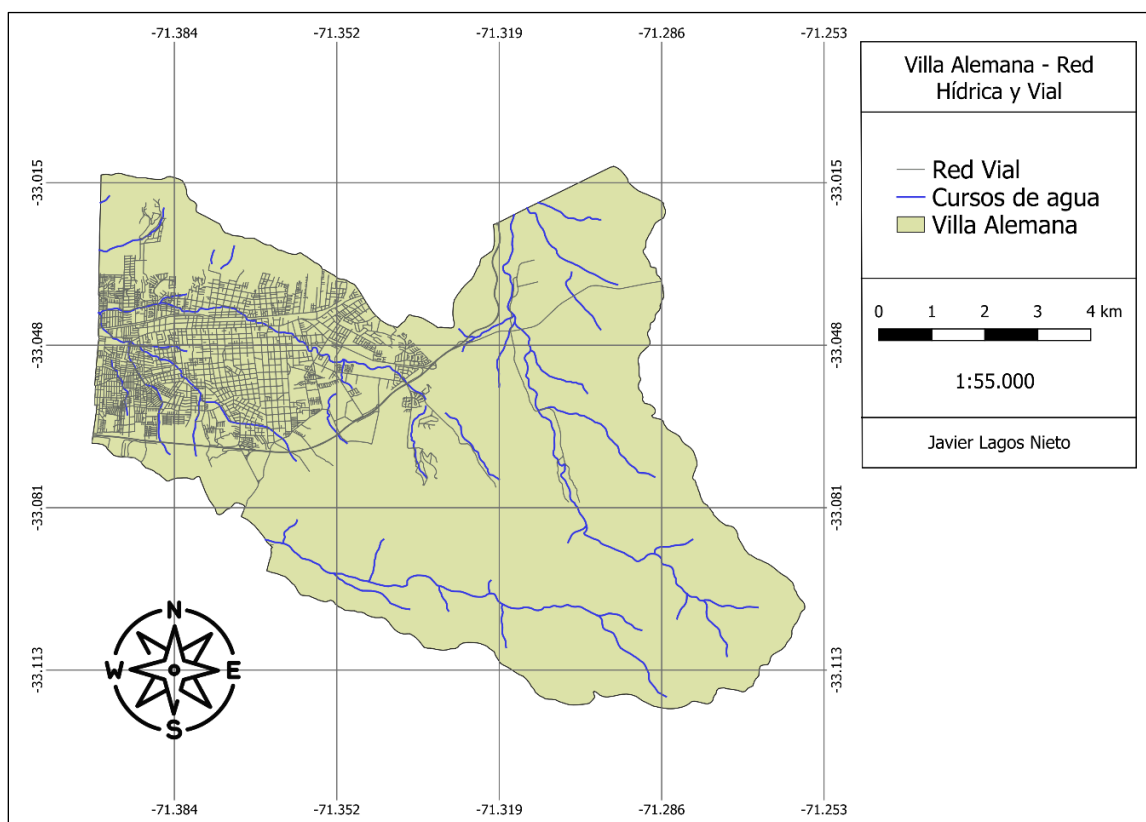 -71.384 -71.352 -71.319 -71.286 -71.253
Villa Alemana - Red
Hídrica y Vial
-33.015 -33.015
Red Vial
Cursos de agua
Villa Alemana
0 1 2 3 4 km
-33.048 -33.048
1:55.000
Javier Lagos Nieto
-33.081 -33.081
N
W E
S
-33.113 -33.113
-71.384 -71.352 -71.319 -71.286 -71.253